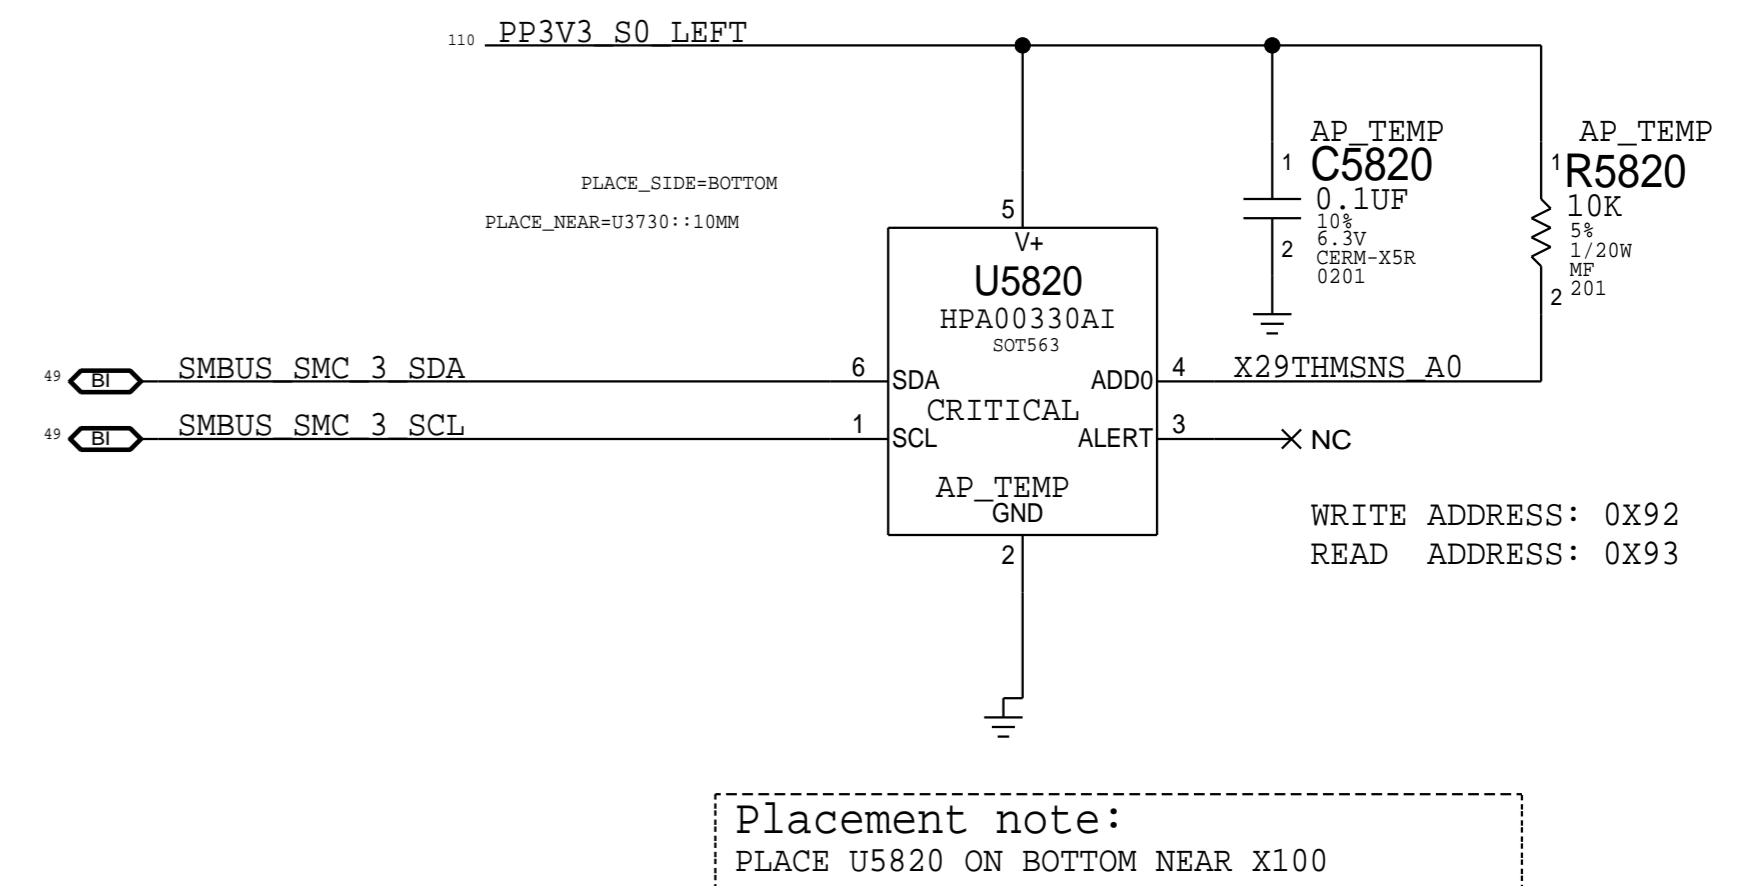 110 PP3V3_S0_LEFT
AP_TEMP
1 C5820
0.1UF
10%
6.3V
2 CERM-X5R
0201
AP_TEMP
1 R5820
10K
5%
1/20W
MF
2 201
PLACE_SIDE=BOTTOM
PLACE_NEAR=U3730::10MM
5
V+
U5820
HPA00330AI
SOT563
49 BI SMBUS_SMC_3_SDA 6 SDA
ADD0 4 X29THMSNS_A0
CRITICAL
49 BI SMBUS_SMC_3_SCL 1 SCL
ALERT 3 NC
AP_TEMP
GND
2
WRITE ADDRESS: 0X92
READ ADDRESS: 0X93
Placement note:
PLACE U5820 ON BOTTOM NEAR X100